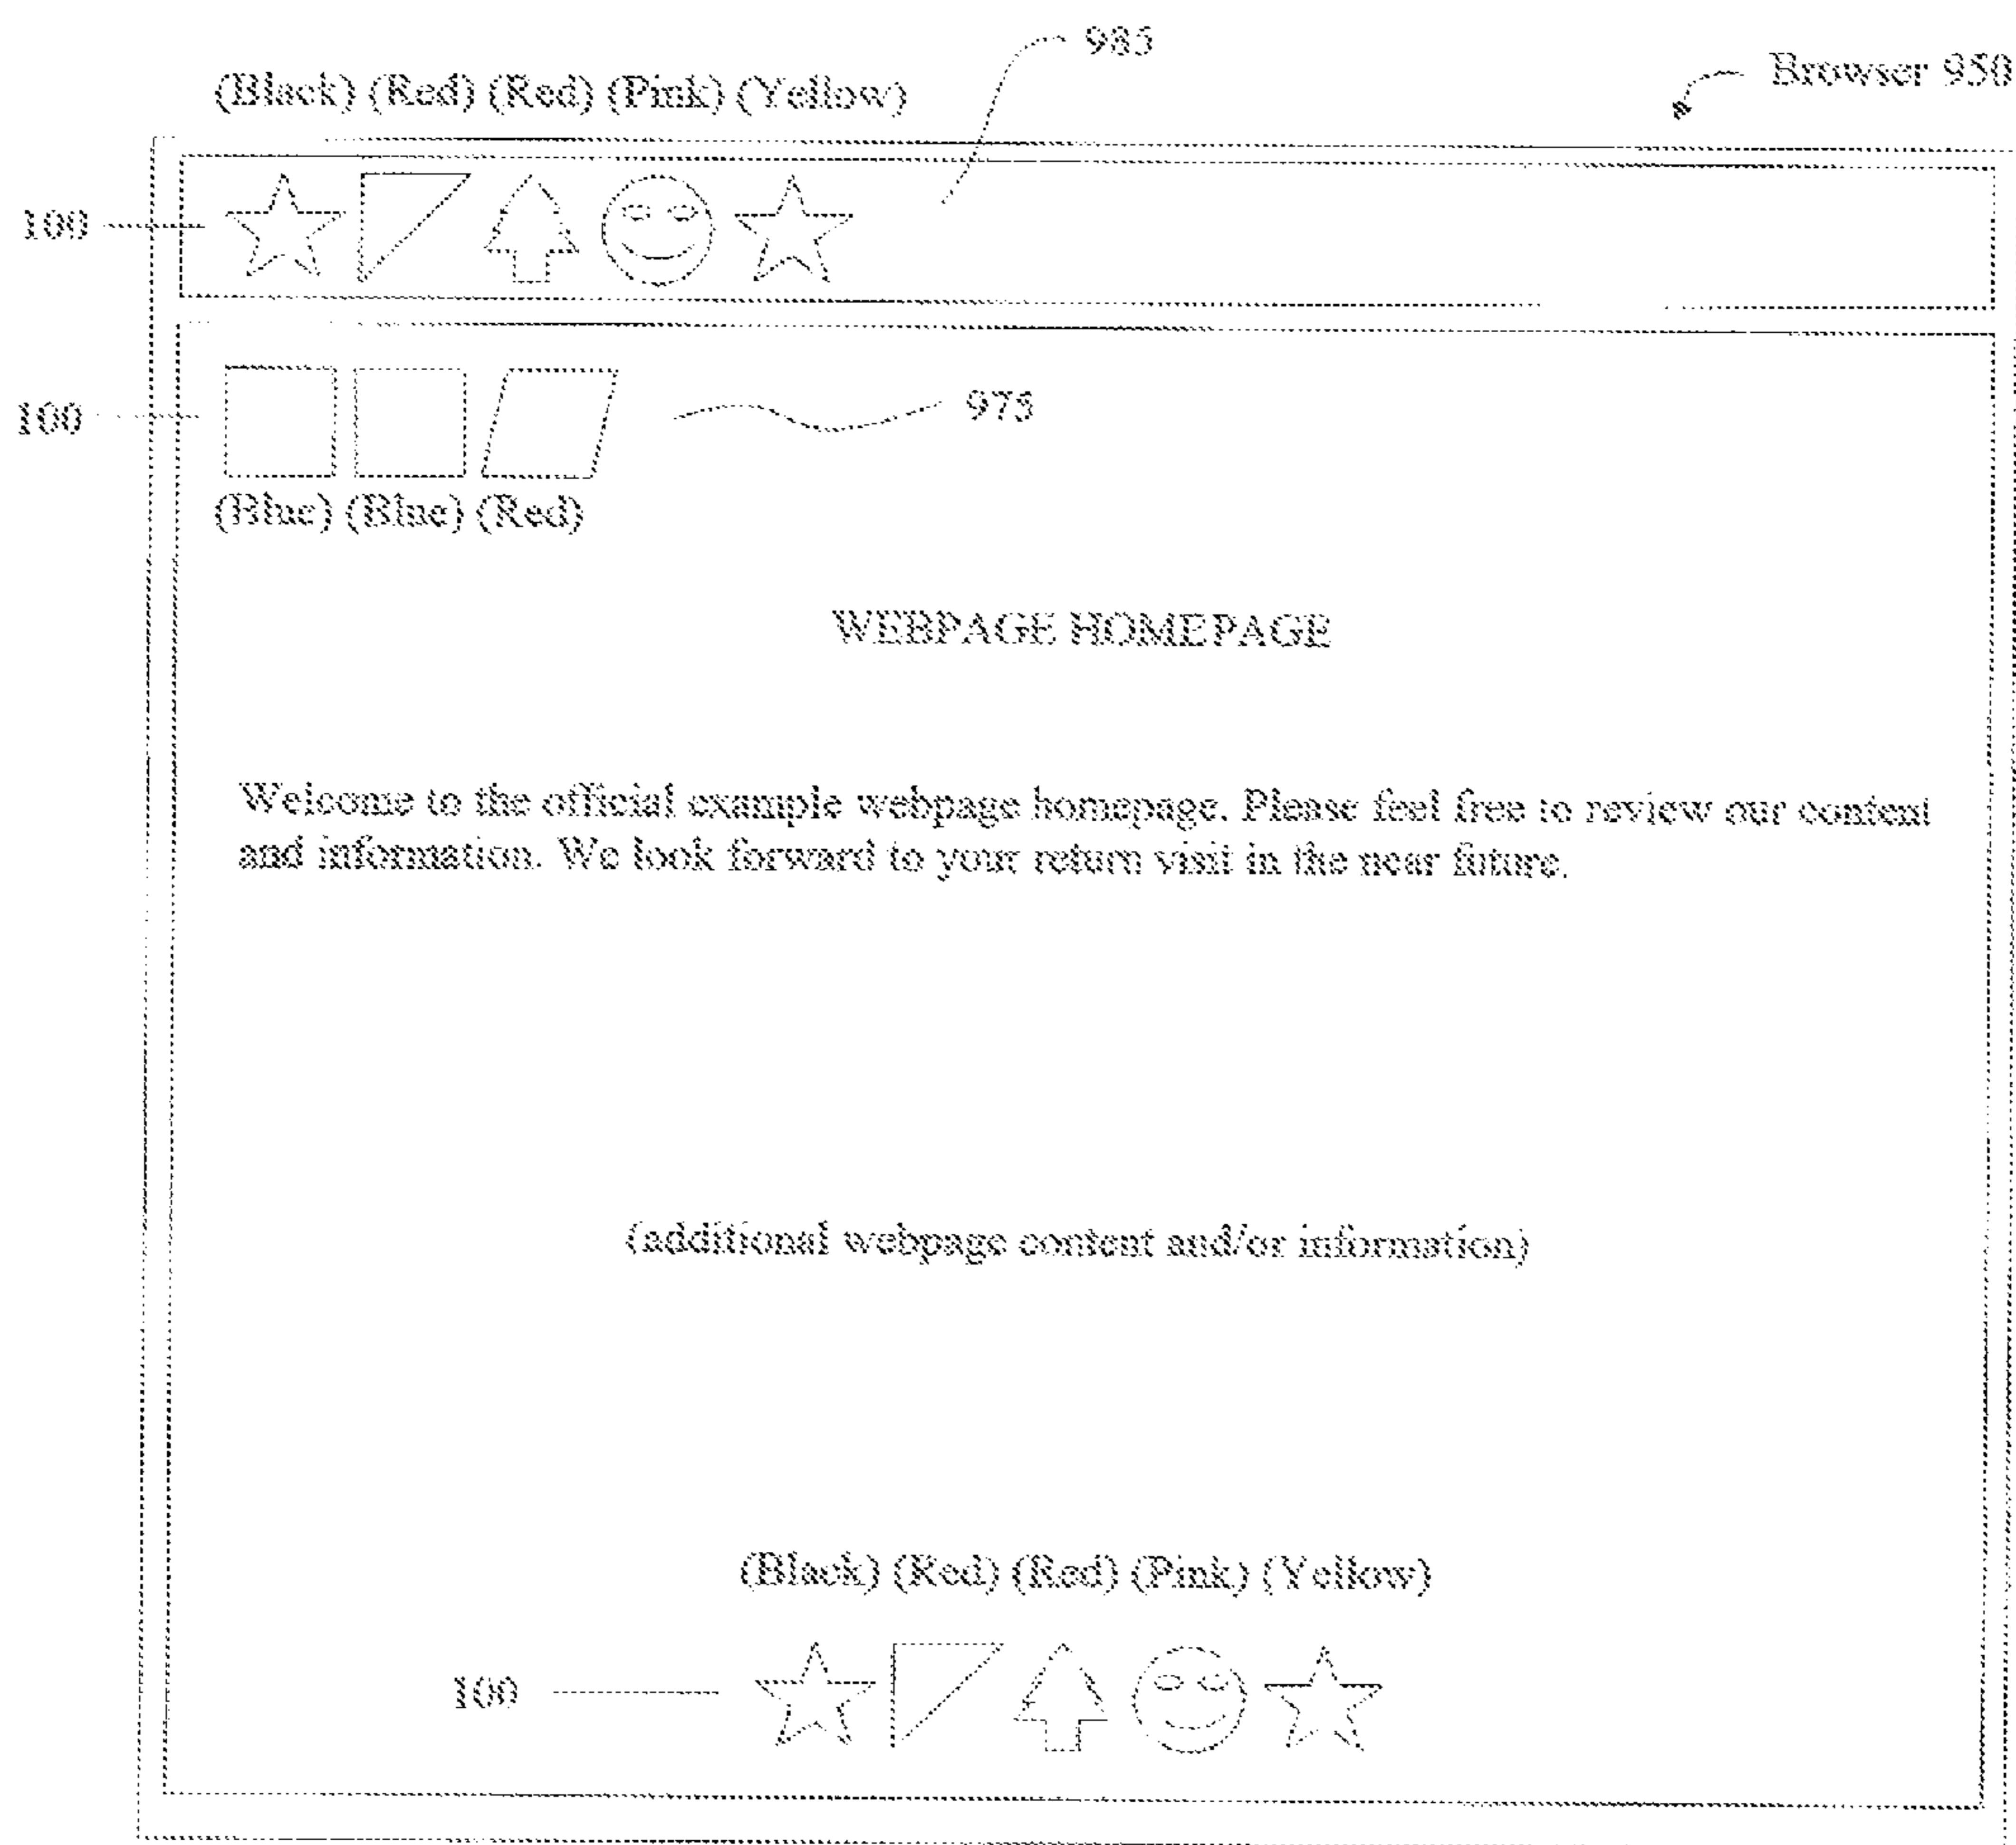 985
Browser 950
(Black) (Red) (Red) (Pink) (Yellow)
100
100
975
(Blue) (Blue) (Red)
WEBPAGE HOMEPAGE
Welcome to the official example webpage homepage. Please feel free to review our content
and information. We look forward to your return visit in the near future.
(additional webpage content and/or information)
(Black) (Red) (Red) (Pink) (Yellow)
100